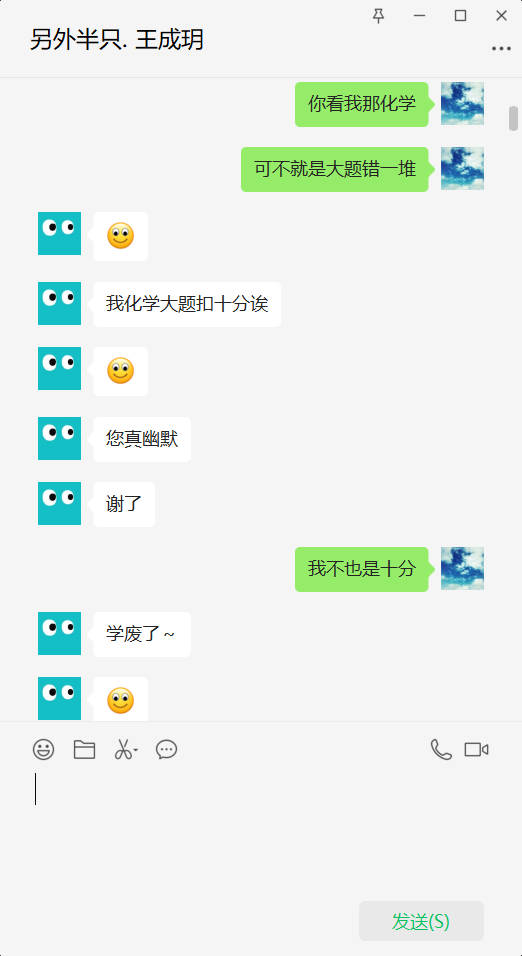 另外半只. 王成玥
你看我那化学
可不就是大题错一堆
我化学大题扣十分诶
您真幽默
谢了
我不也是十分
学废了~
发送(S)